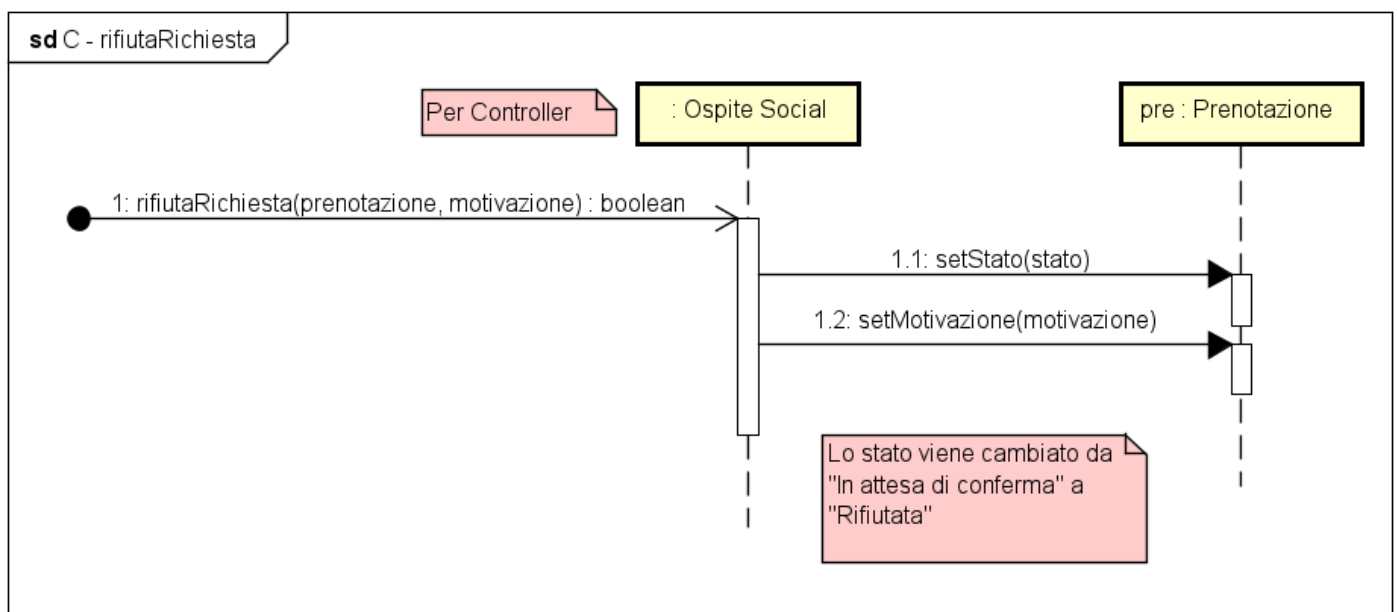 sd C - rifiutaRichiesta
Per Controller
: Ospite Social
pre : Prenotazione
1: rifiutaRichiesta(prenotazione, motivazione) : boolean
1.1: setStato(stato)
1.2: setMotivazione(motivazione)
Lo stato viene cambiato da
"In attesa di conferma" a
"Rifiutata"